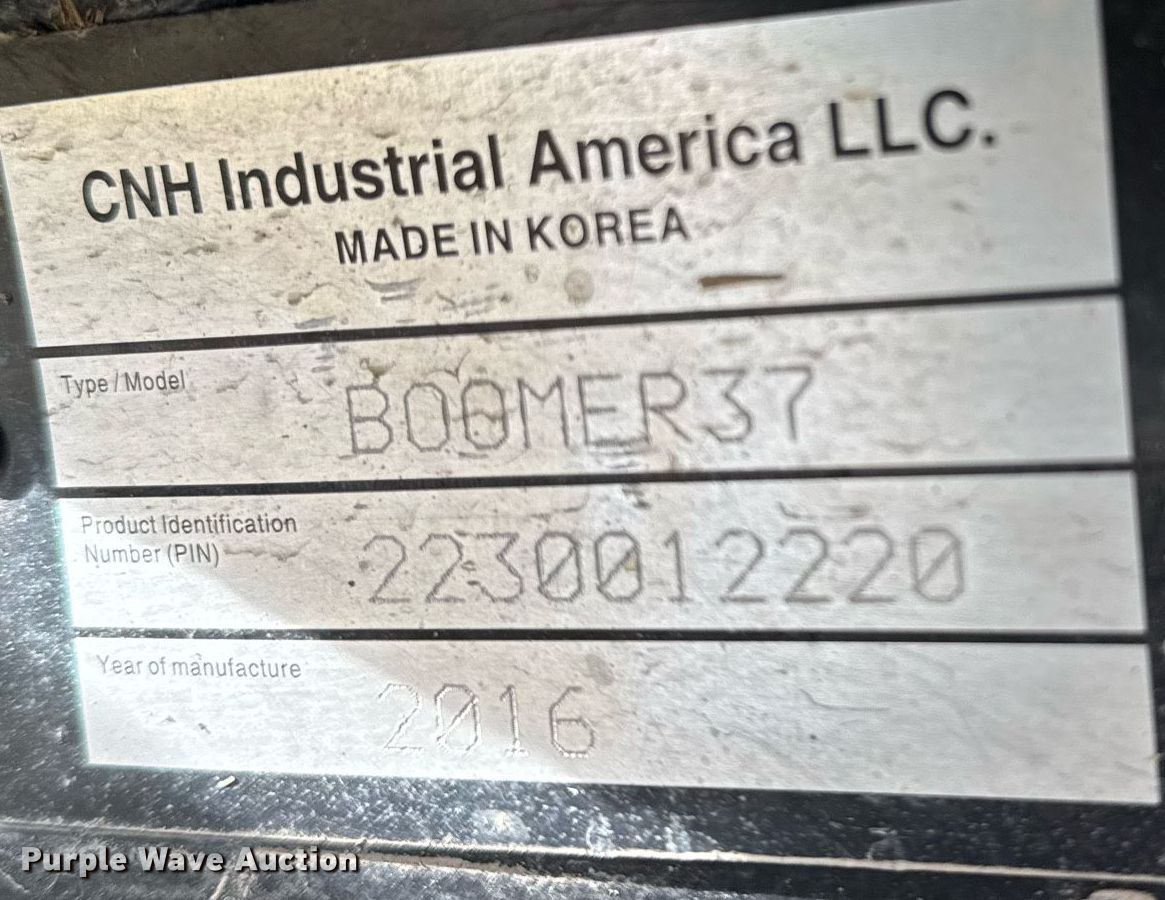 CNH Industrial America LLC.
MADE IN KOREA
Type / Model
BOOMER37
Product Identification
Number (PIN)
2230012220
Year of manufacture
2016
Purple Wave Auction